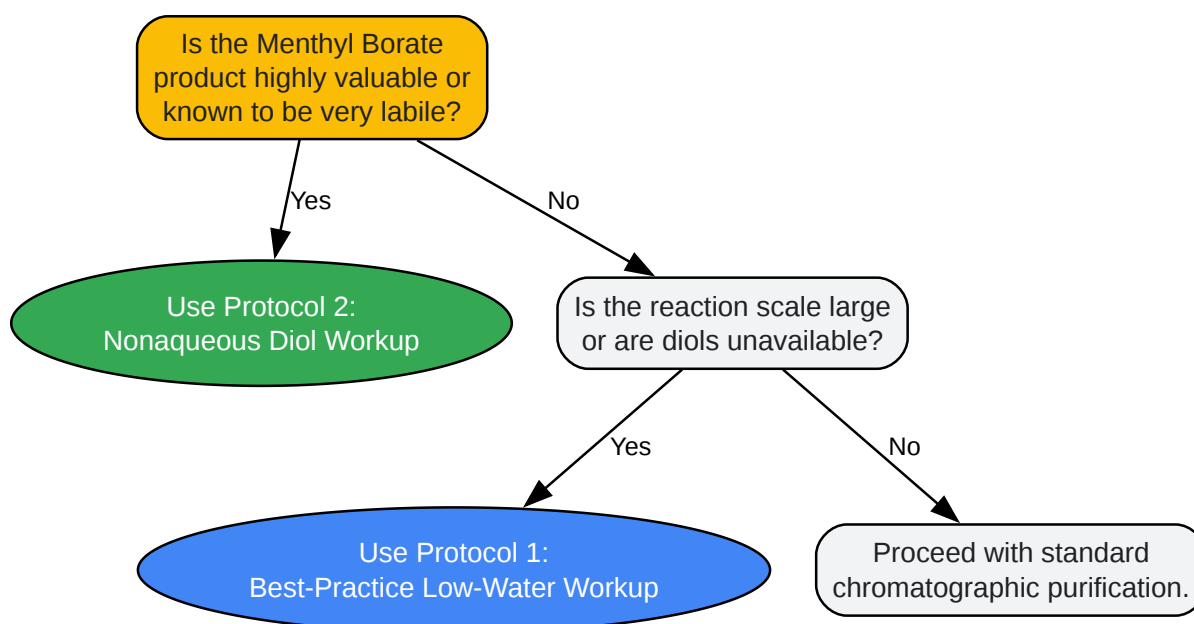 Is the Menthyl Borate
product highly valuable or
known to be very labile?
Yes
No
Use Protocol 2:
Nonaqueous Diol Workup
Is the reaction scale large
or are diols unavailable?
Yes
No
Use Protocol 1:
Best-Practice Low-Water Workup
Proceed with standard
chromatographic purification.